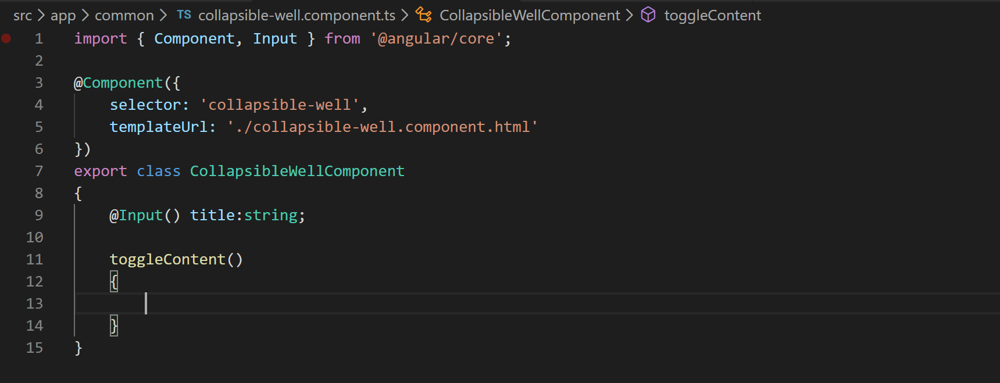 src > app > common > TS collapsible-well.component.ts > CollapsibleWellComponent > toggleContent
1 import { Component, Input } from '@angular/core';
2
3 @Component({
4     selector: 'collapsible-well',
5     templateUrl: './collapsible-well.component.html'
6 })
7 export class CollapsibleWellComponent
8 {
9     @Input() title:string;
10
11     toggleContent()
12     {
13
14     }
15 }